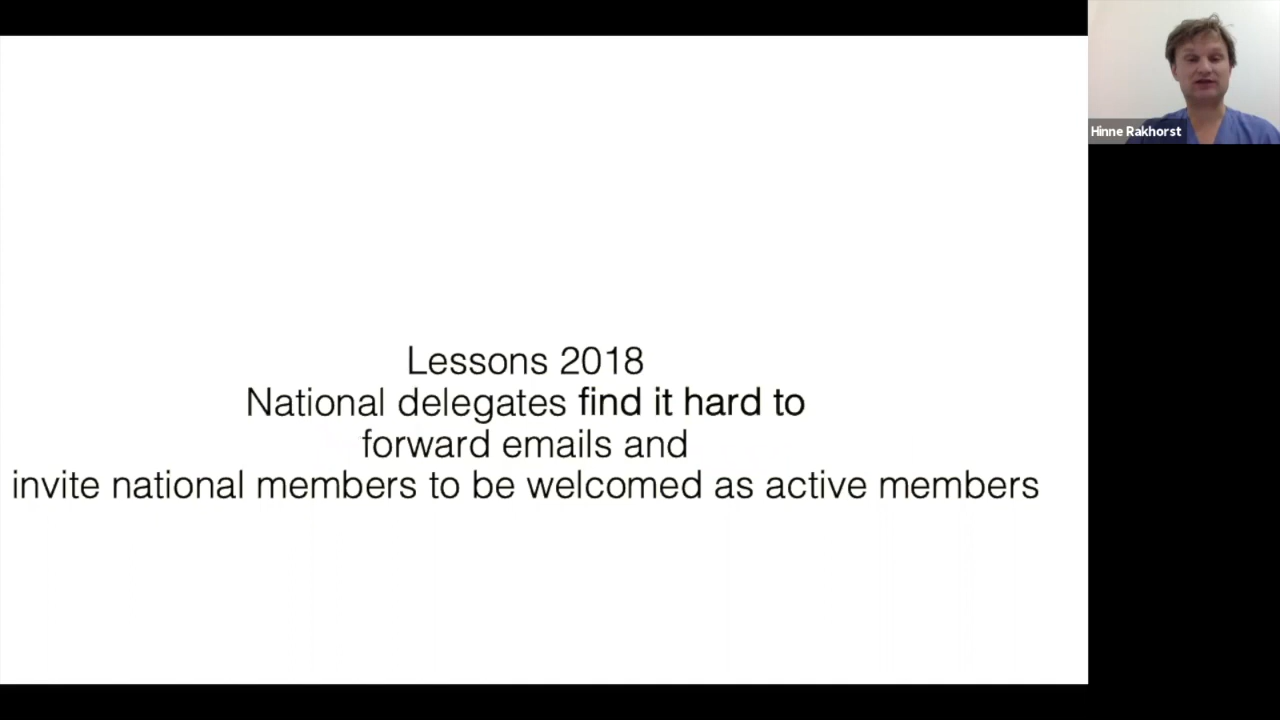 Lessons 2018
National delegates find it hard to
forward emails and
invite national members to be welcomed as active members
Hinne Rakhorst